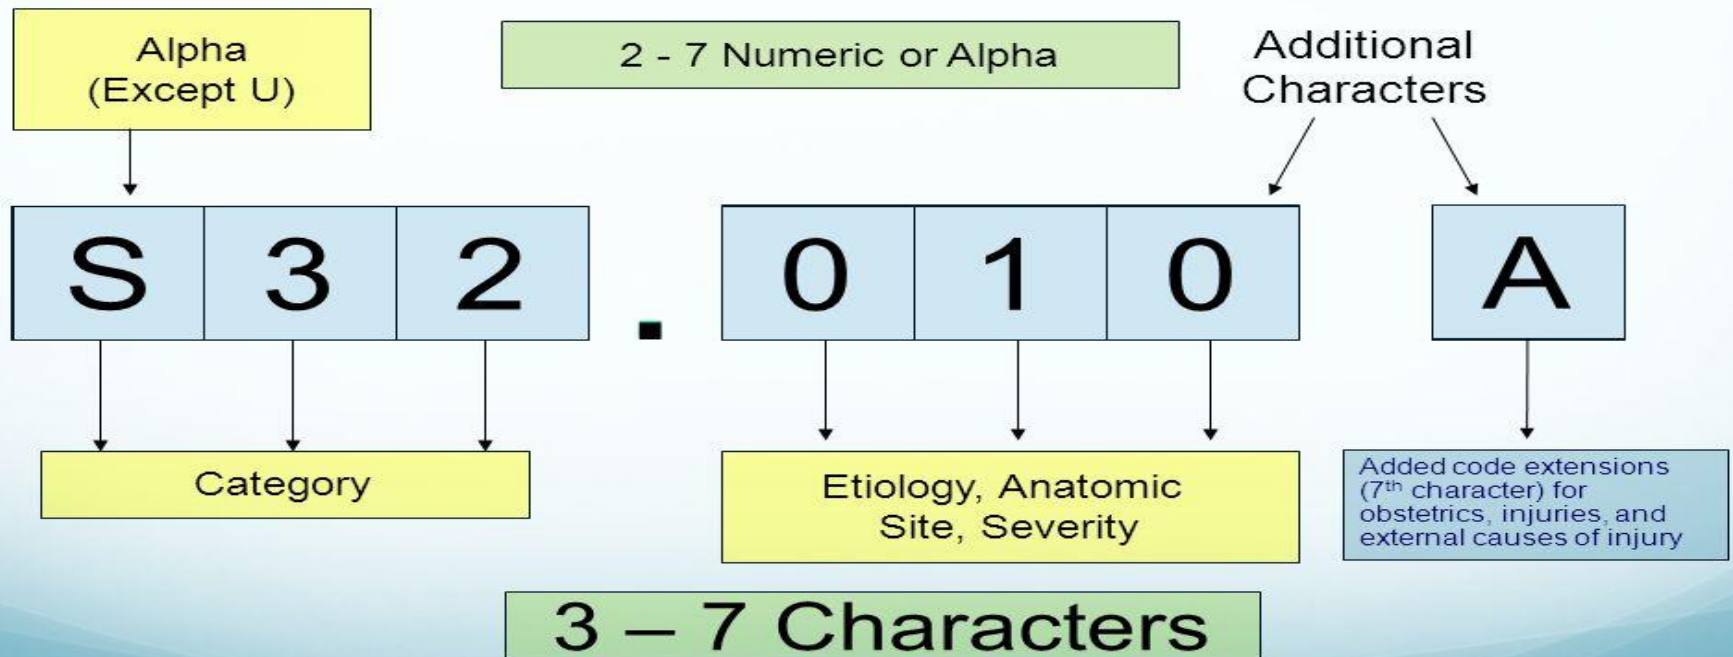 Alpha
(Except U)
2 - 7 Numeric or Alpha
Additional
Characters
S 3 2 . 0 1 0 A
Category
Etiology, Anatomic
Site, Severity
Added code extensions
(7th character) for
obstetrics, injuries, and
external causes of injury
3 – 7 Characters